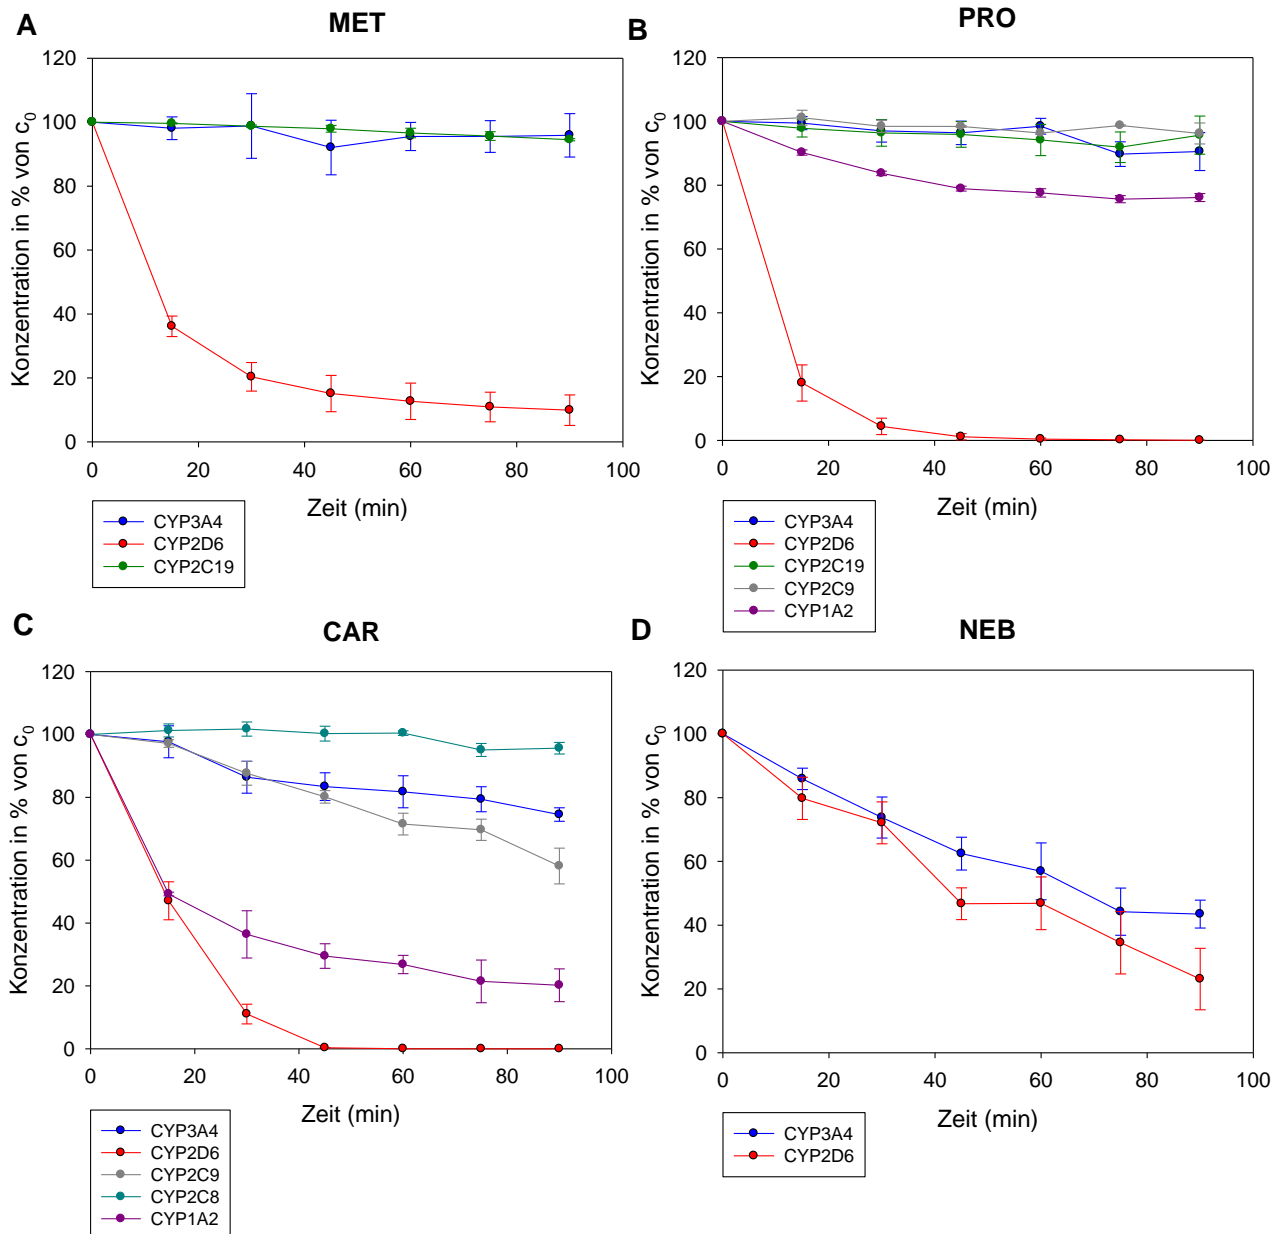 A
MET
Konzentration in % von c0
120
100
80
60
40
20
0
0 20 40 60 80 100
Zeit (min)
CYP3A4
CYP2D6
CYP2C19
B
PRO
Konzentration in % von c0
120
100
80
60
40
20
0
0 20 40 60 80 100
Zeit (min)
CYP3A4
CYP2D6
CYP2C19
CYP2C9
CYP1A2
C
CAR
Konzentration in % von c0
120
100
80
60
40
20
0
0 20 40 60 80 100
Zeit (min)
CYP3A4
CYP2D6
CYP2C9
CYP2C8
CYP1A2
D
NEB
Konzentration in % von c0
120
100
80
60
40
20
0
0 20 40 60 80 100
Zeit (min)
CYP3A4
CYP2D6